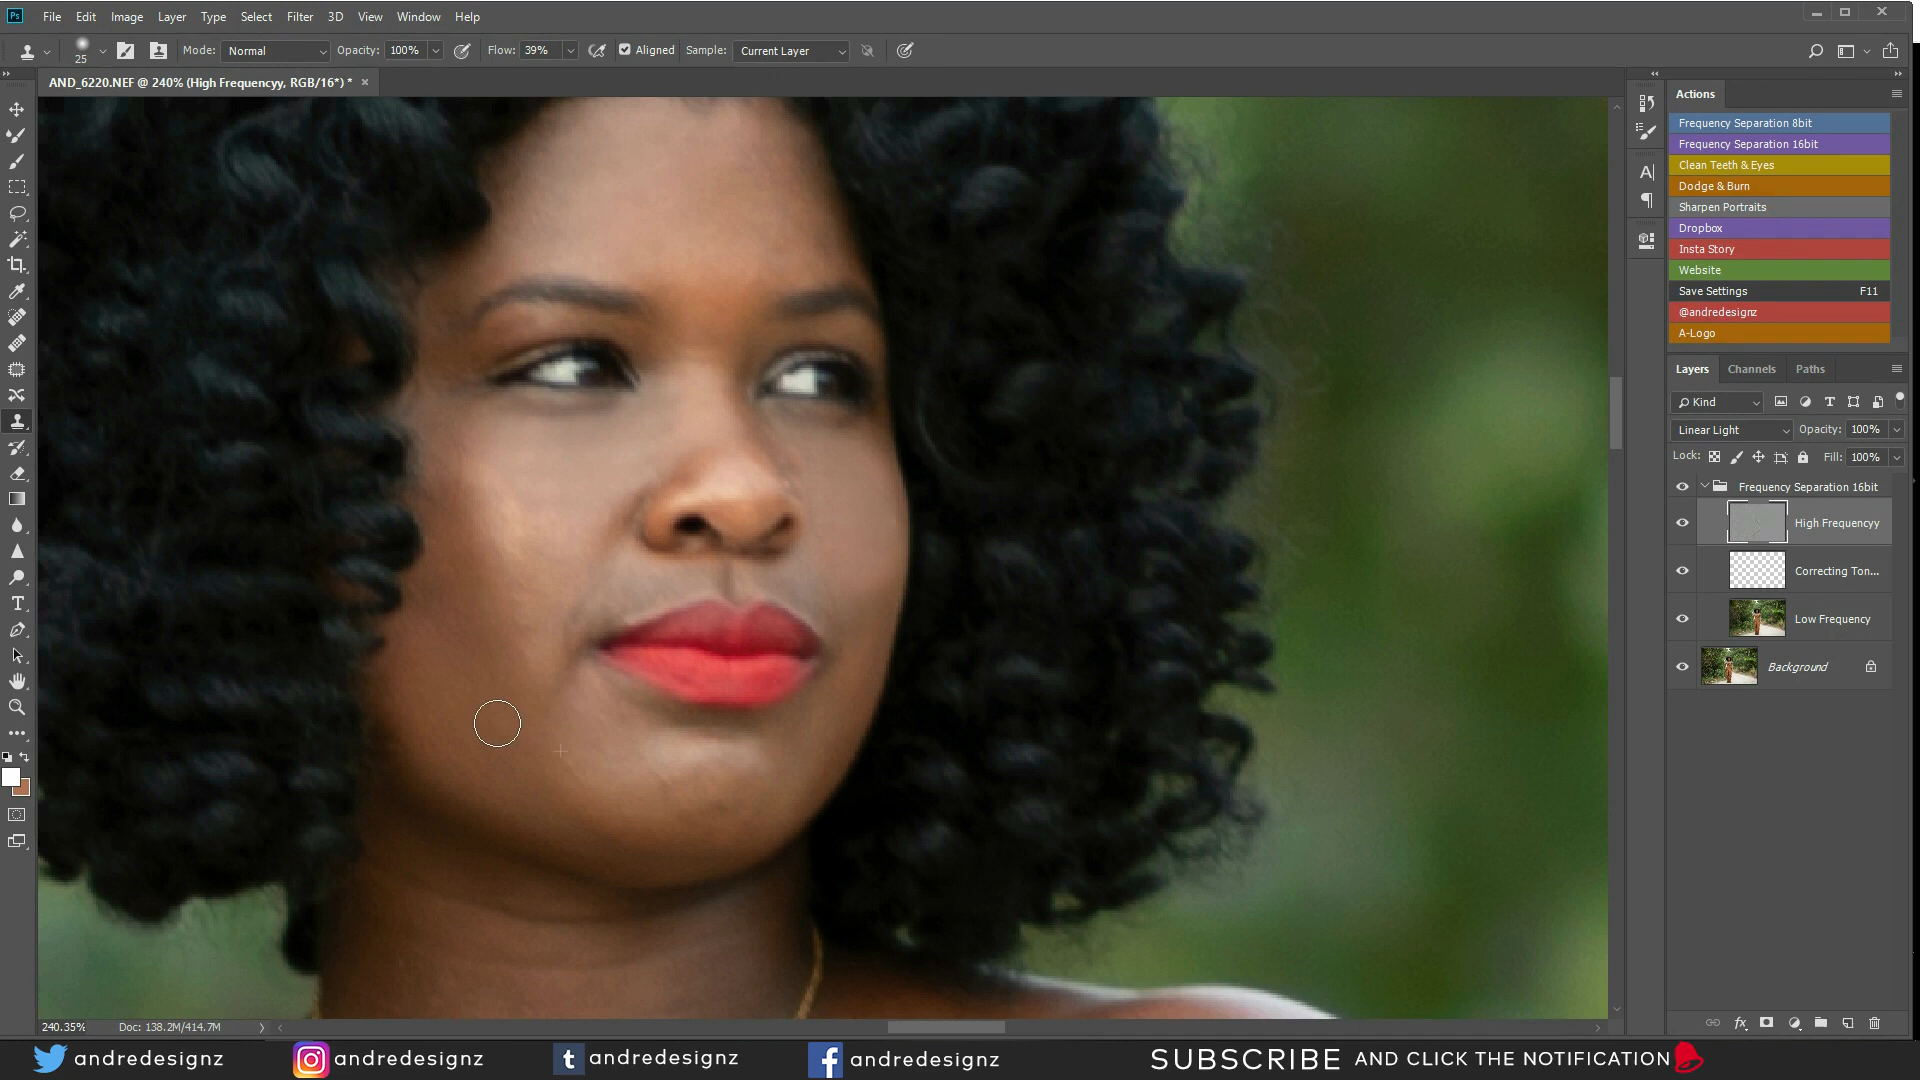 Ps File Edit Image Layer Type Select Filter 3D View Window Help
25 Mode: Normal Opacity: 100% Flow: 39% Aligned Sample: Current Layer
AND_6220.NEF @ 240% (High Frequencyy, RGB/16*) * ×
Actions
Frequency Separation 8bit
Frequency Separation 16bit
Clean Teeth & Eyes
Dodge & Burn
Sharpen Portraits
Dropbox
Insta Story
Website
Save Settings F11
@andredesignz
A-Logo
Layers Channels Paths
Kind
Linear Light Opacity: 100%
Lock: Fill: 100%
Frequency Separation 16bit
High Frequencyy
Correcting Ton...
Low Frequency
Background
240.35% Doc: 138.2M/414.7M
andredesignz andredesignz t andredesignz f andredesignz SUBSCRIBE AND CLICK THE NOTIFICATION